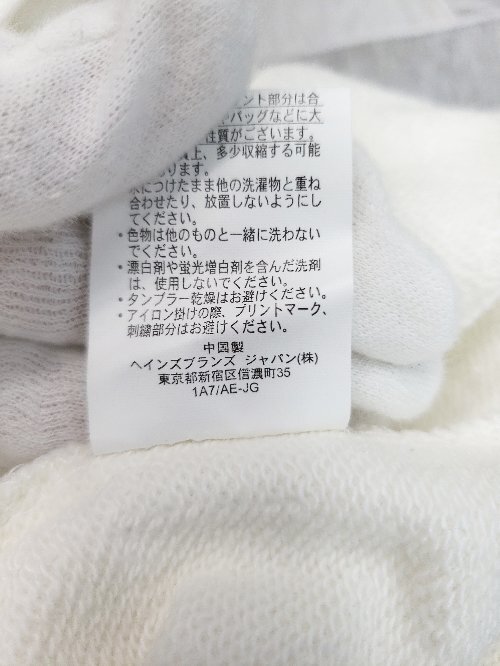 ント部分は合
バッグなどに大
性質がございます。
上、多少収縮する可能
ります。
につけたまま他の洗濯物と重ね
合わせたり、放置しないようにし
てください。
・色物は他のものと一緒に洗わない
でください。
・漂白剤や蛍光増白剤を含んだ洗剤
は、使用しないでください。
・タンブラー乾燥はお避けください。
・アイロン掛けの際、プリントマーク、
刺繍部分はお避けください。
中国製
ヘインズブランズ ジャパン(株)
東京都新宿区信濃町35
1A7/AE-JG